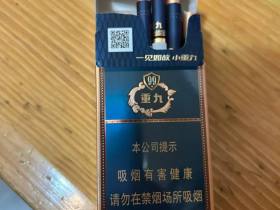 一见如故 小重九
99
重九
本公司提示
吸烟有害健康
请勿在禁烟场所吸烟